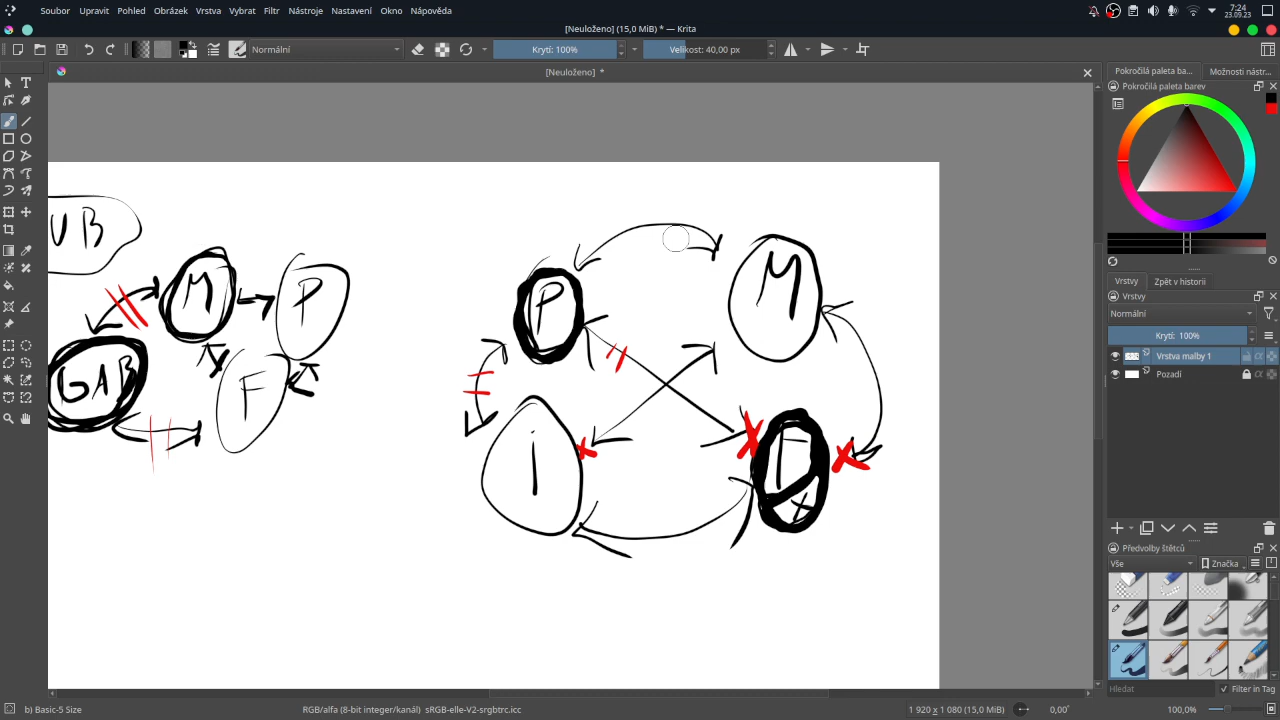 Soubor Upravit Pohled Obrázek Vrstva Vybrat Filtr Nástroje Nastavení Okno Nápověda
7:24
23.09.23
[Neuloženo] (15,0 MiB) * — Krita
Normální
Krytí: 100%
Velikost: 40,00 px
[Neuloženo] *
Pokročilá paleta ba...
Možnosti nástr...
Pokročilá paleta barev
UB
M
P
P
M
GAB
F
I
F
+
Vrstvy
Zpět v historii
Vrstvy
Normální
Krytí: 100%
Vrstva malby 1
Pozadí
Předvolby štětců
Vše
Značka
Hledat
Filter in Tag
b) Basic-5 Size
RGB/alfa (8-bit integer/kanál) sRGB-elle-V2-srgbtrc.icc
1 920 x 1 080 (15,0 MiB)
0,00°
100,0%